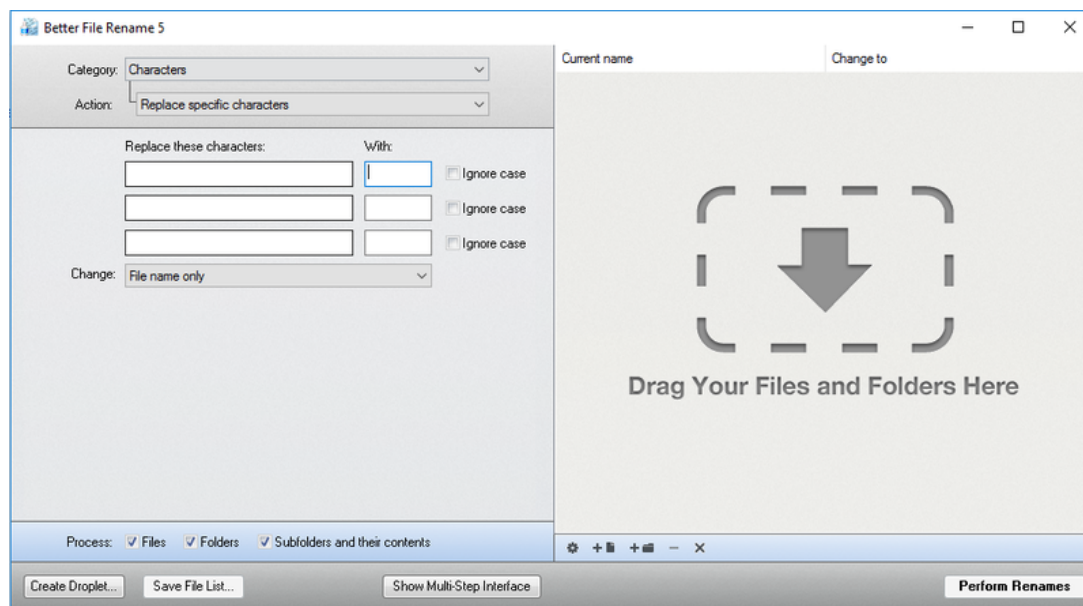 Better File Rename 5
Category: Characters
Action: Replace specific characters
Replace these characters: With:
Ignore case
Ignore case
Ignore case
Change: File name only
Process: Files Folders Subfolders and their contents
Create Droplet... Save File List... Show Multi-Step Interface
Current name Change to
Drag Your Files and Folders Here
Perform Renames